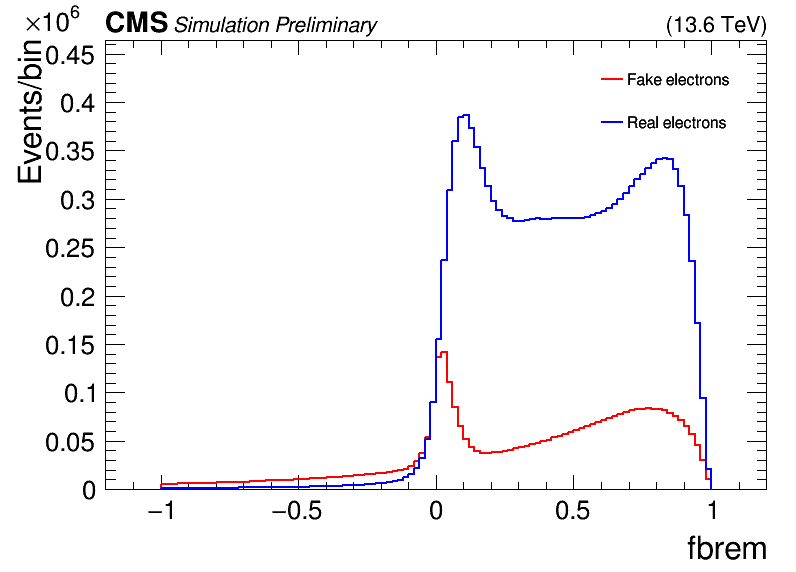 ×10⁶
CMS Simulation Preliminary (13.6 TeV)
Events/bin
0.45
0.4
0.35
0.3
0.25
0.2
0.15
0.1
0.05
0
Fake electrons
Real electrons
−1 −0.5 0 0.5 1
fbrem